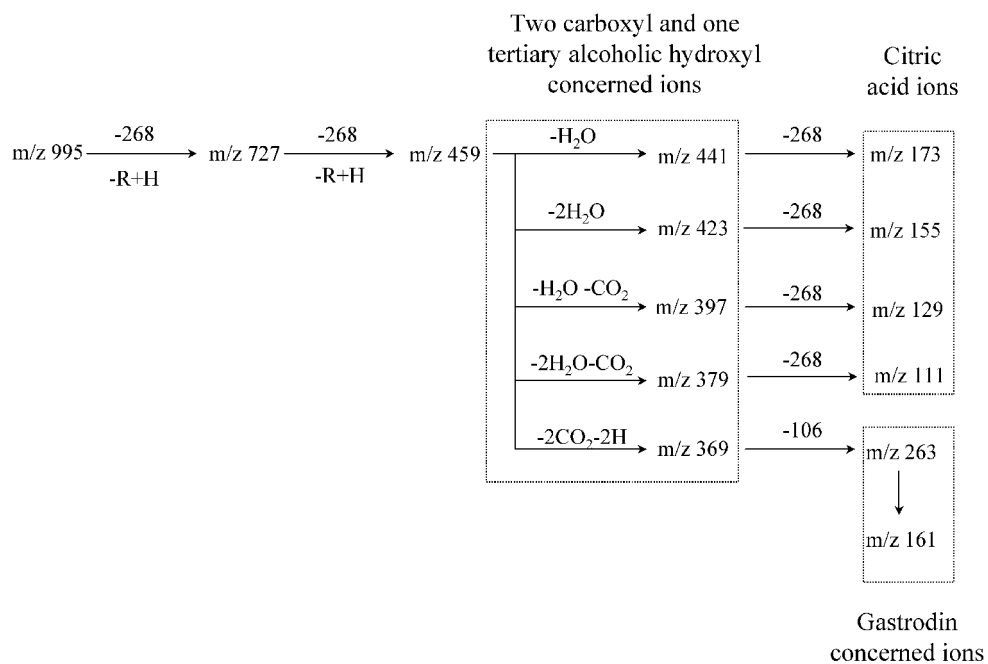 Two carboxyl and one
tertiary alcoholic hydroxyl
concerned ions
Citric
acid ions
m/z 995 -268 -R+H m/z 727 -268 -R+H m/z 459 -H₂O m/z 441 -268 m/z 173
-2H₂O m/z 423 -268 m/z 155
-H₂O -CO₂ m/z 397 -268 m/z 129
-2H₂O-CO₂ m/z 379 -268 m/z 111
-2CO₂-2H m/z 369 -106 m/z 263
m/z 161
Gastrodin
concerned ions